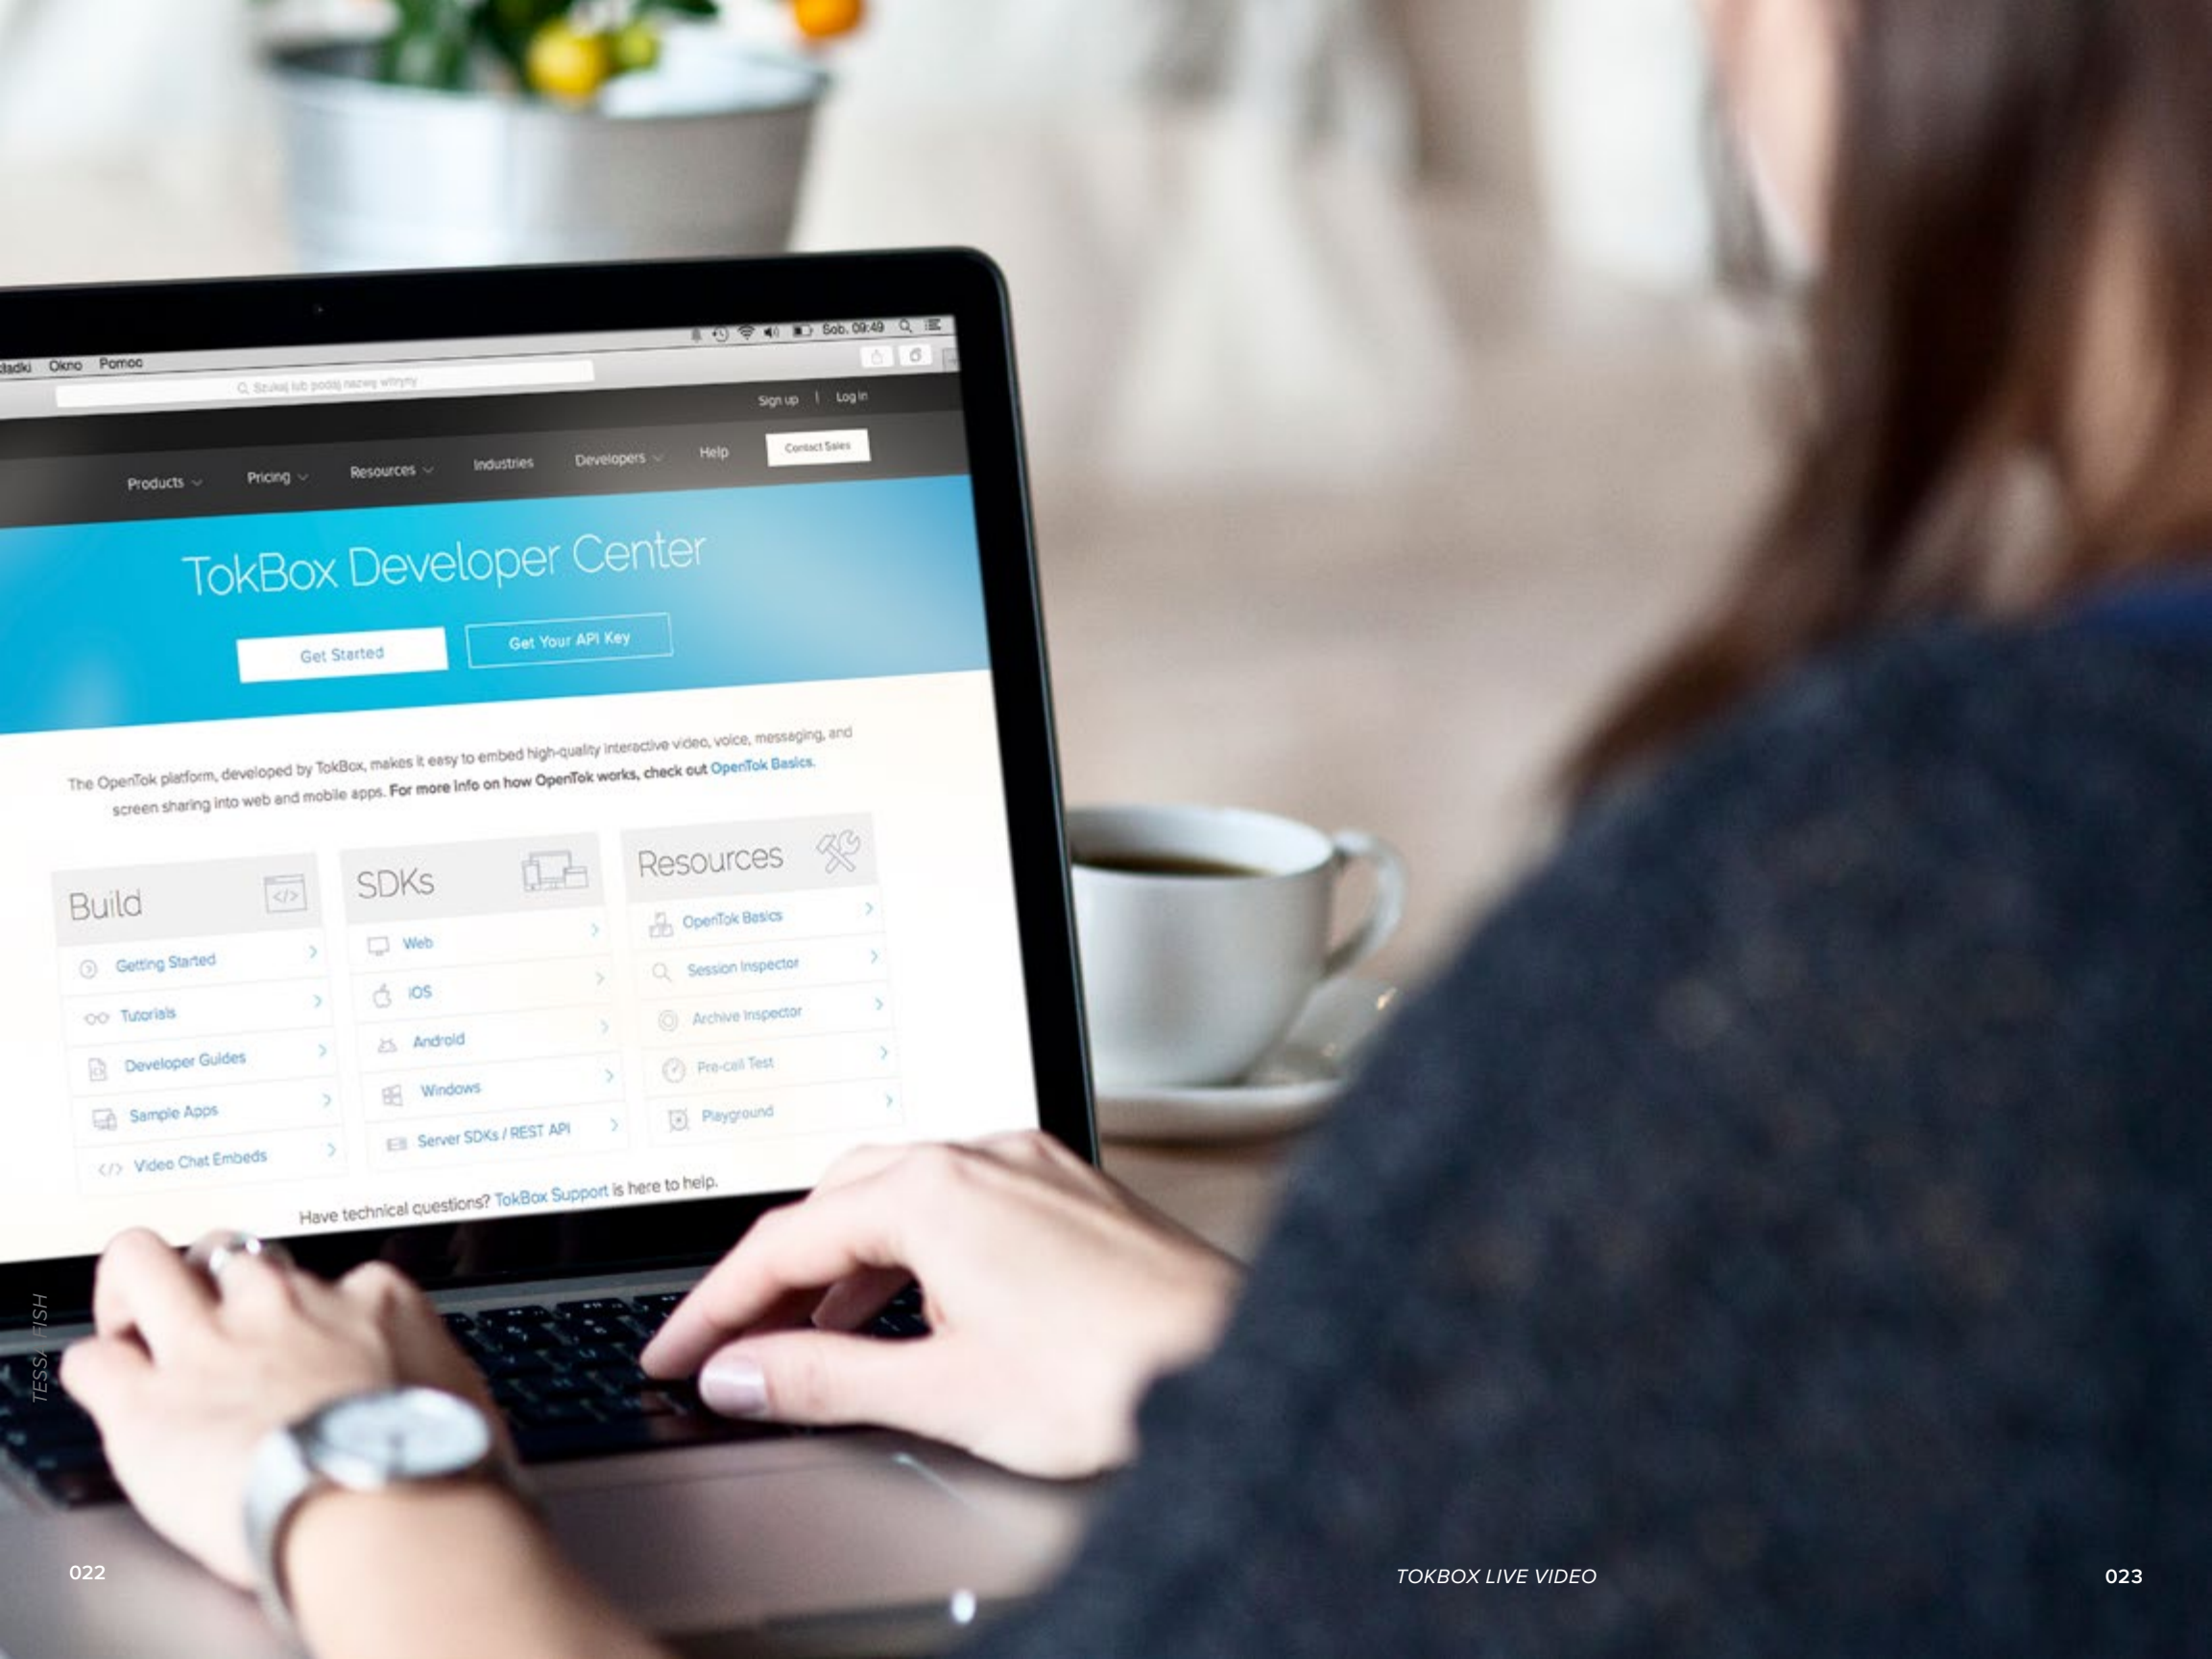 Sob. 09:49
Okno Pomoc
Szukaj lub podaj nazwę witryny
Sign up | Log in
Products Pricing Resources Industries Developers Help Contact Sales
TokBox Developer Center
Get Started Get Your API Key
The OpenTok platform, developed by TokBox, makes it easy to embed high-quality interactive video, voice, messaging, and
screen sharing into web and mobile apps. For more info on how OpenTok works, check out OpenTok Basics.
Build
Getting Started
Tutorials
Developer Guides
Sample Apps
</> Video Chat Embeds
SDKs
Web
iOS
Android
Windows
Server SDKs / REST API
Resources
OpenTok Basics
Session Inspector
Archive Inspector
Pre-call Test
Playground
Have technical questions? TokBox Support is here to help.
TESSA FISH
022
TOKBOX LIVE VIDEO
023